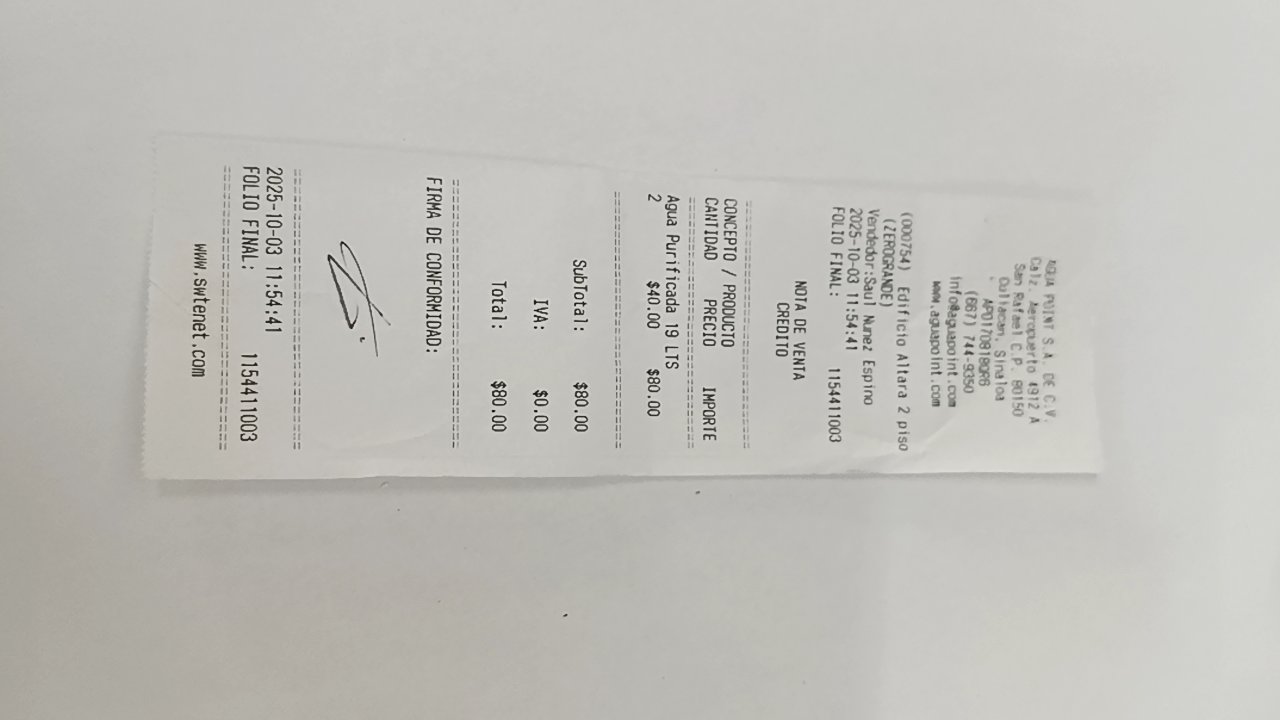 AGUA POINT S.A. DE C.V.
Calz. Aeropuerto 4912 A
San Rafael C.P. 80150
Culiacan, Sinaloa
(667) 744-9350
info@aguapoint.com
www.aguapoint.com
(000754) Edificio Altara 2 piso
(ZEROGRANDE)
Vendedor:Saul Nunez Espino
2025-10-03 11:54:41
FOLIO FINAL: 1154411003
NOTA DE VENTA
CREDITO
CONCEPTO / PRODUCTO
CANTIDAD PRECIO IMPORTE
Agua Purificada 19 LTS
2 $40.00 $80.00
SubTotal: $80.00
IVA: $0.00
Total: $80.00
FIRMA DE CONFORMIDAD:
2025-10-03 11:54:41
FOLIO FINAL: 1154411003
www.swtenet.com